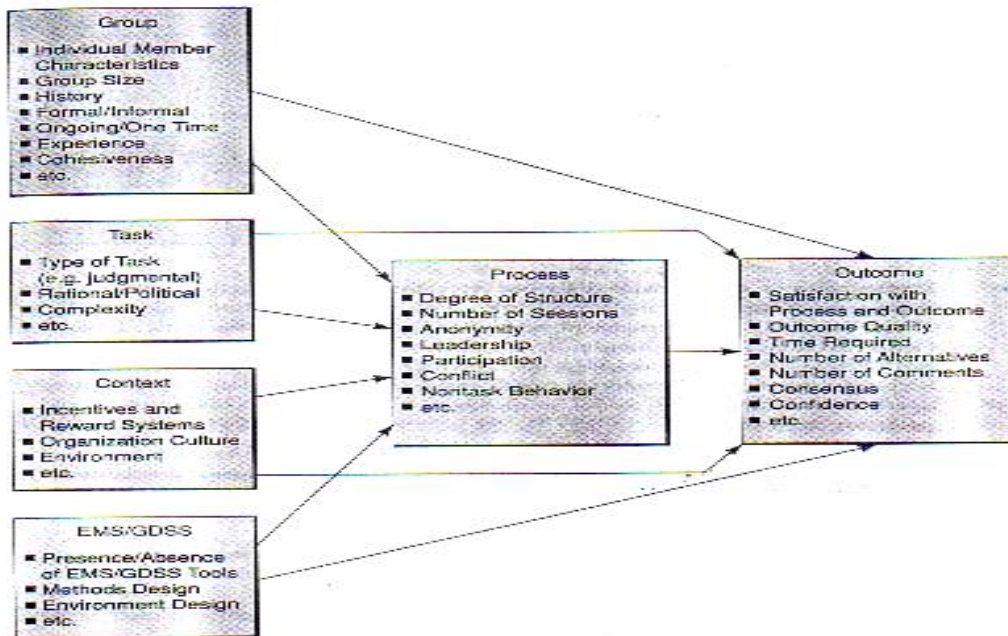 Group
▪ Individual Member
Characteristics
▪ Group Size
▪ History
▪ Formal/Informal
▪ Ongoing/One Time
▪ Experience
▪ Cohesiveness
▪ etc.
Task
▪ Type of Task
(e.g. judgmental)
▪ Rational/Political
▪ Complexity
▪ etc.
Context
▪ Incentives and
Reward Systems
▪ Organization Culture
▪ Environment
▪ etc.
EMS/GDSS
▪ Presence/Absence
of EMS/GDSS Tools
▪ Methods Design
▪ Environment Design
▪ etc.
Process
▪ Degree of Structure
▪ Number of Sessions
▪ Anonymity
▪ Leadership
▪ Participation
▪ Conflict
▪ Nontask Behavior
▪ etc.
Outcome
▪ Satisfaction with
Process and Outcome
▪ Outcome Quality
▪ Time Required
▪ Number of Alternatives
▪ Number of Comments
▪ Consensus
▪ Confidence
▪ etc.